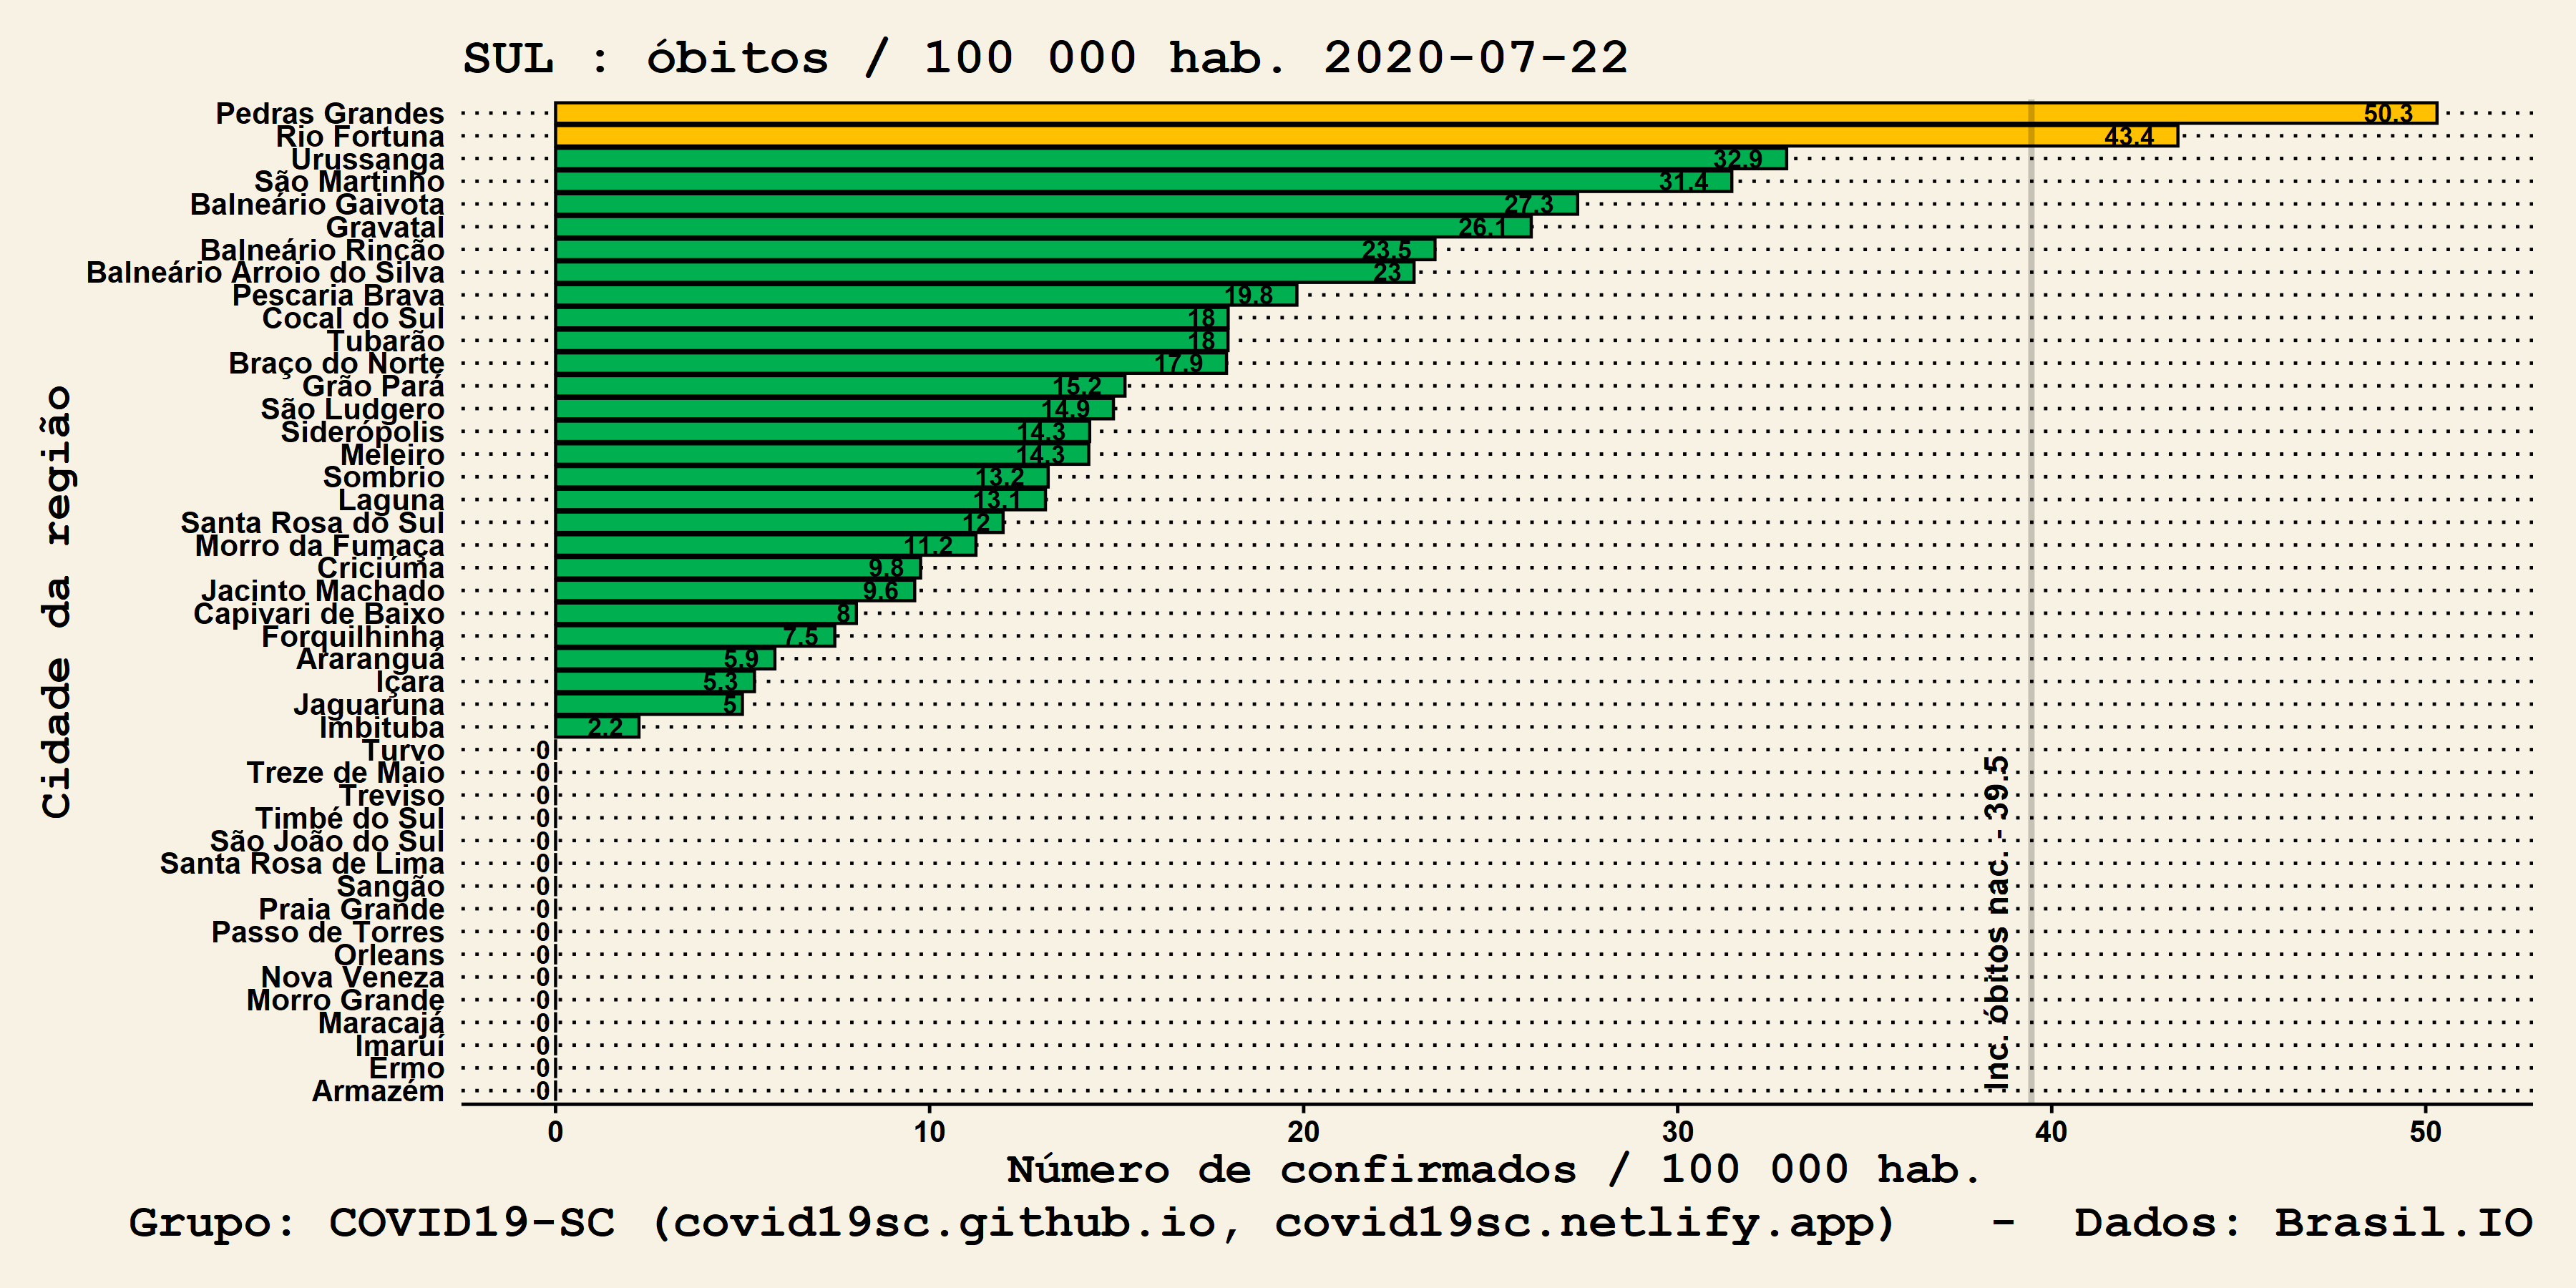 SUL : óbitos / 100 000 hab. 2020-07-22
Cidade da região
Pedras Grandes 50.3
Rio Fortuna 43.4
Urussanga 32.9
São Martinho 31.4
Balneário Gaivota 27.3
Gravatal 26.1
Balneário Rincão 23.5
Balneário Arroio do Silva 23
Pescaria Brava 19.8
Cocal do Sul 18
Tubarão 18
Braço do Norte 17.9
Grão Pará 15.2
São Ludgero 14.9
Siderópolis 14.3
Meleiro 14.3
Sombrio 13.2
Laguna 13.1
Santa Rosa do Sul 12
Morro da Fumaça 11.2
Criciúma 9.8
Jacinto Machado 9.6
Capivari de Baixo 8
Forquilhinha 7.5
Araranguá 5.9
Içara 5.3
Jaguaruna 5
Imbituba 2.2
Turvo 0
Treze de Maio 0
Treviso 0
Timbé do Sul 0
São João do Sul 0
Santa Rosa de Lima 0
Sangão 0
Praia Grande 0
Passo de Torres 0
Orleans 0
Nova Veneza 0
Morro Grande 0
Maracajá 0
Imaruí 0
Ermo 0
Armazém 0
Inc. óbitos nac. - 39.5
0 10 20 30 40 50
Número de confirmados / 100 000 hab.
Grupo: COVID19-SC (covid19sc.github.io, covid19sc.netlify.app) - Dados: Brasil.IO